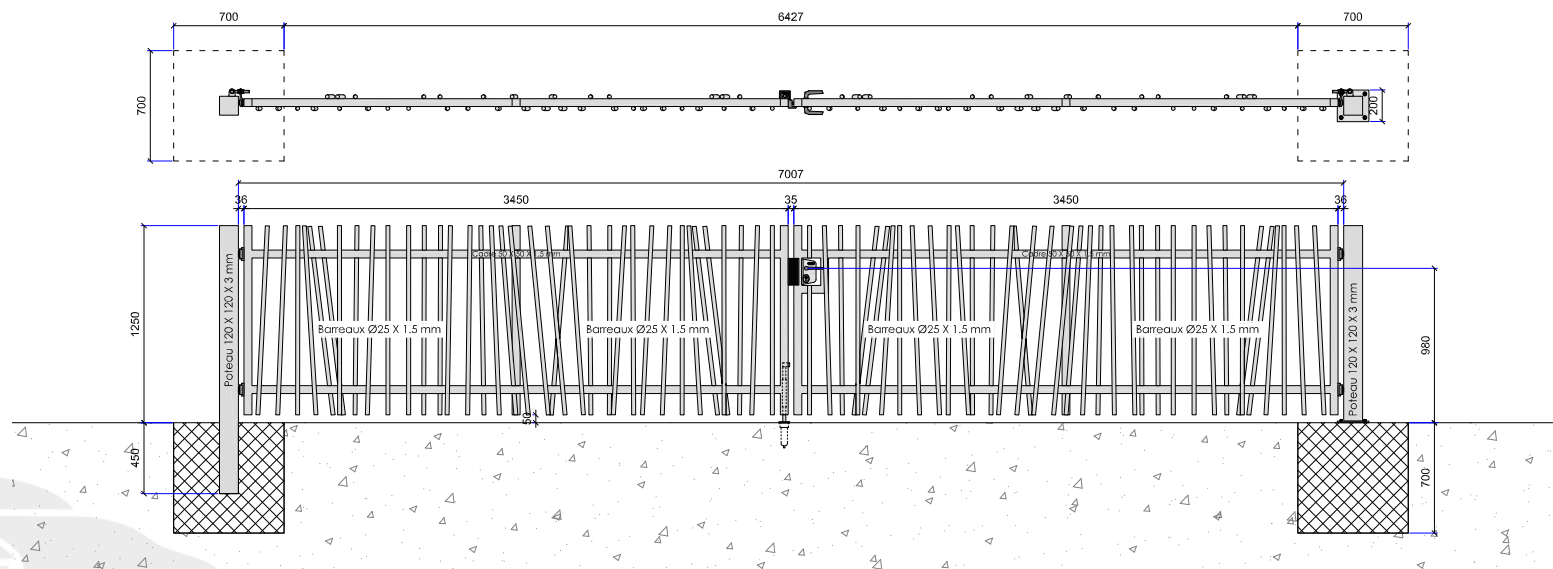 700
6427
700
700
200
7007
36
3450
35
3450
36
Cadre 50 X 50 X 1.5 mm
Cadre 50 X 50 X 1.5 mm
1250
Poteau 120 X 120 X 3 mm
Barreaux Ø25 X 1.5 mm
Barreaux Ø25 X 1.5 mm
Barreaux Ø25 X 1.5 mm
Barreaux Ø25 X 1.5 mm
Poteau 120 X 120 X 3 mm
980
50
450
700